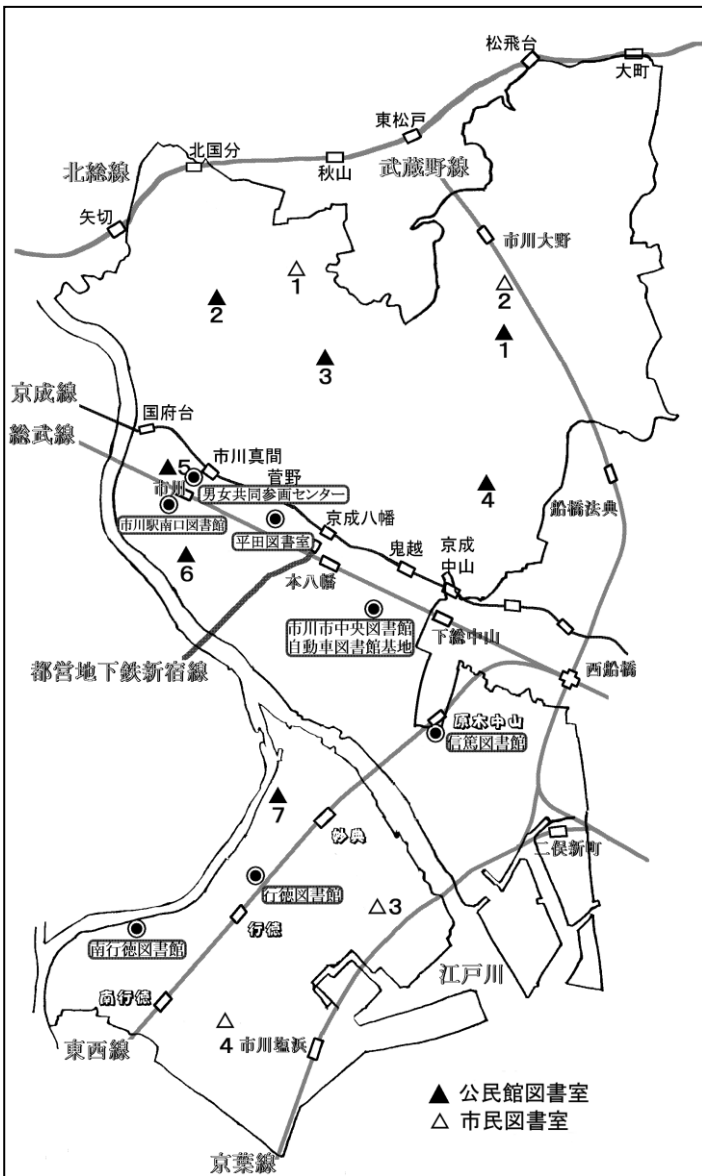 松飛台
大町
東松戸
北国分
北総線
秋山
武蔵野線
矢切
市川大野
1
2
2
1
3
京成線
国府台
総武線
市川真間
5
菅野
市川
男女共同参画センター
4
船橋法典
市川駅南口図書館
京成八幡
平田図書室
鬼越
京成
中山
6
本八幡
市川市中央図書館
自動車図書館基地
下総中山
都営地下鉄新宿線
西船橋
原木中山
信篤図書館
7
妙典
二俣新町
行徳図書館
3
行徳
南行徳図書館
江戸川
南行徳
4
市川塩浜
東西線
▲ 公民館図書室
△ 市民図書室
京葉線